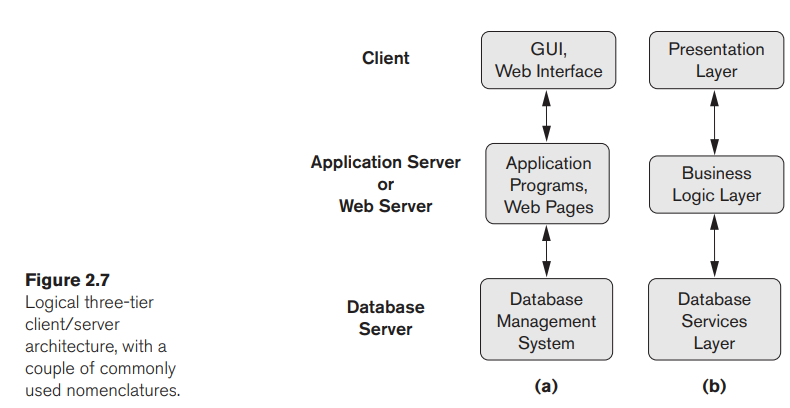 Client
GUI,
Web Interface
Presentation
Layer
Application Server
or
Web Server
Application
Programs,
Web Pages
Business
Logic Layer
Figure 2.7
Logical three-tier
client/server
architecture, with a
couple of commonly
used nomenclatures.
Database
Server
Database
Management
System
Database
Services
Layer
(a)
(b)